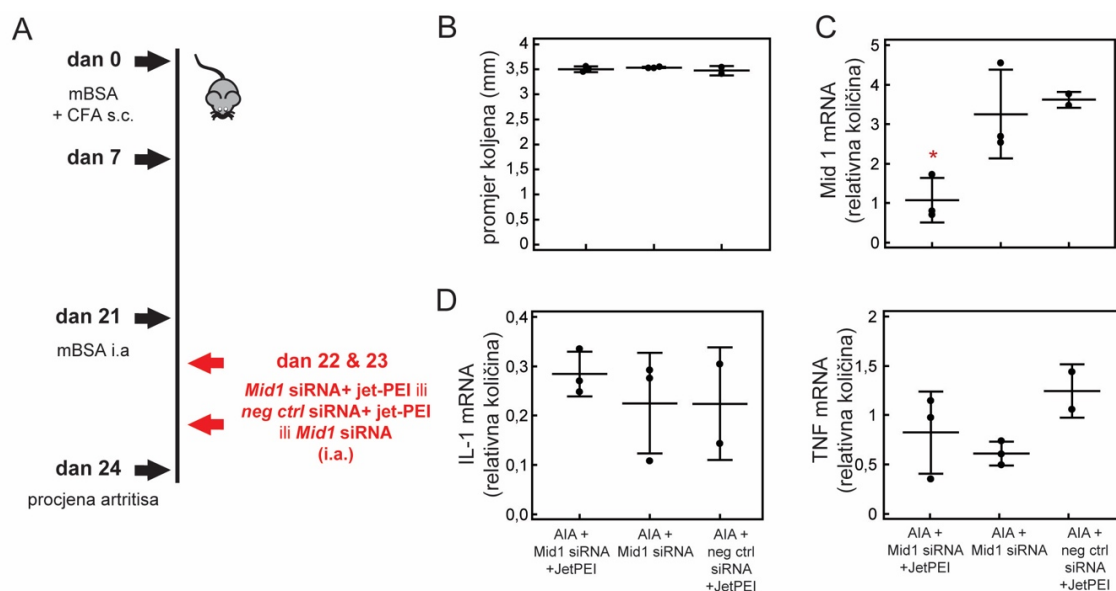 A
dan 0
mBSA
+ CFA s.c.
dan 7
dan 21
mBSA i.a
dan 22 & 23
Mid1 siRNA+ jet-PEI ili
neg ctrl siRNA+ jet-PEI
ili Mid1 siRNA
(i.a.)
dan 24
procjena artritisa
B
promjer koljena (mm)
4
3,5
3
2,5
2
1,5
1
0,5
0
C
Mid 1 mRNA
(relativna količina)
5
4
3
2
1
0
*
D
IL-1 mRNA
(relativna količina)
0,4
0,3
0,2
0,1
0,0
AIA +
Mid1 siRNA
+JetPEI
AIA +
Mid1 siRNA
AIA +
neg ctrl
siRNA
+JetPEI
TNF mRNA
(relativna količina)
2
1,5
1
0,5
0
AIA +
Mid1 siRNA
+JetPEI
AIA +
Mid1 siRNA
AIA +
neg ctrl
siRNA
+JetPEI